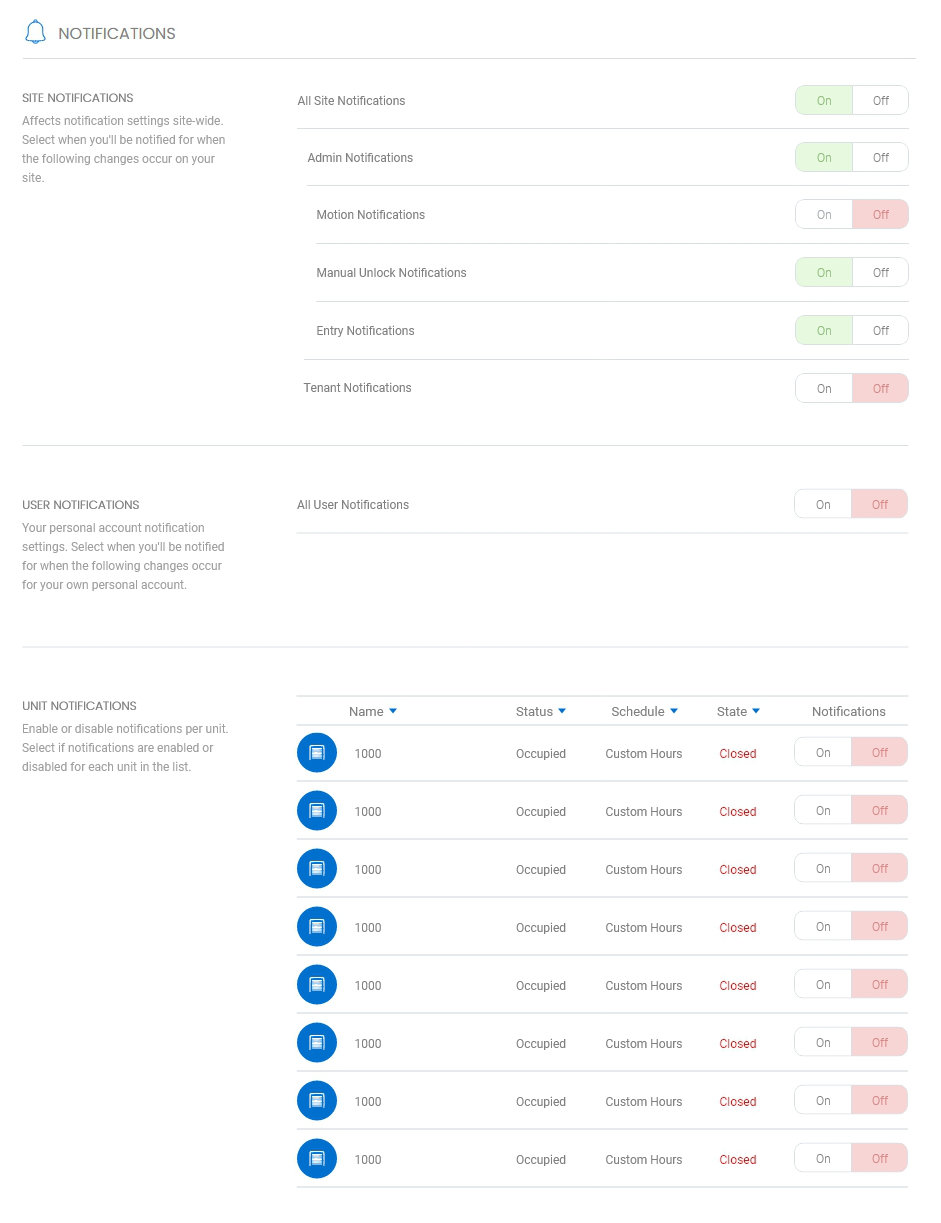 NOTIFICATIONS
SITE NOTIFICATIONS
Affects notification settings site-wide.
Select when you'll be notified for when
the following changes occur on your
site.
All Site Notifications On Off
Admin Notifications On Off
Motion Notifications On Off
Manual Unlock Notifications On Off
Entry Notifications On Off
Tenant Notifications On Off
USER NOTIFICATIONS
Your personal account notification
settings. Select when you'll be notified
for when the following changes occur
for your own personal account.
All User Notifications On Off
UNIT NOTIFICATIONS
Enable or disable notifications per unit.
Select if notifications are enabled or
disabled for each unit in the list.
Name Status Schedule State Notifications
1000 Occupied Custom Hours Closed On Off
1000 Occupied Custom Hours Closed On Off
1000 Occupied Custom Hours Closed On Off
1000 Occupied Custom Hours Closed On Off
1000 Occupied Custom Hours Closed On Off
1000 Occupied Custom Hours Closed On Off
1000 Occupied Custom Hours Closed On Off
1000 Occupied Custom Hours Closed On Off